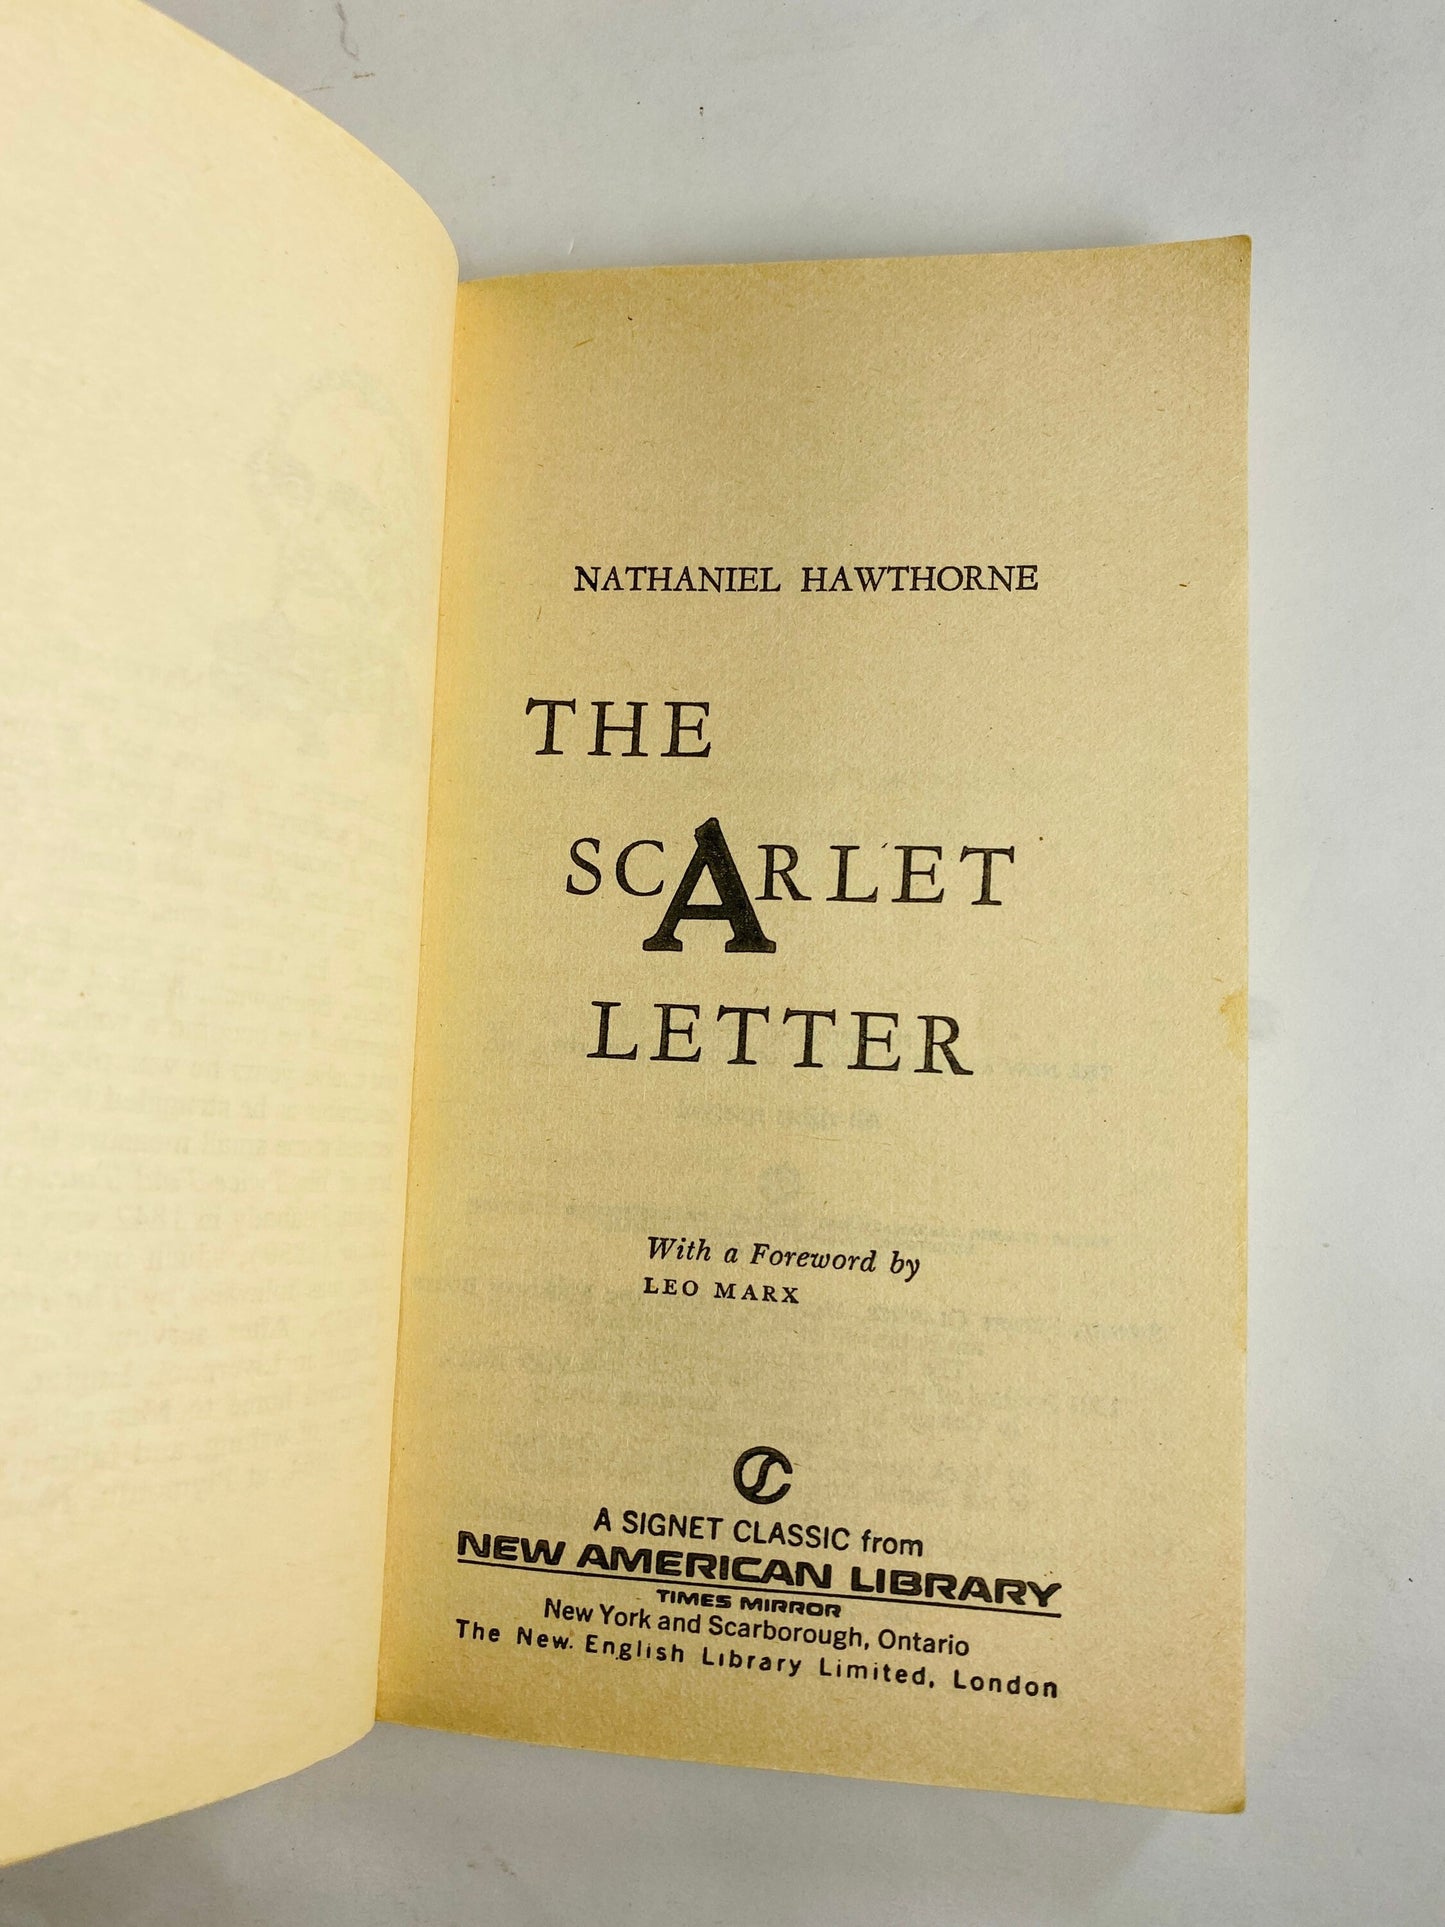 NATHANIEL HAWTHORNE
THE
SCARLET
LETTER
With a Foreword by
LEO MARX
A SIGNET CLASSIC from
NEW AMERICAN LIBRARY
TIMES MIRROR
New York and Scarborough, Ontario
The New English Library Limited, London